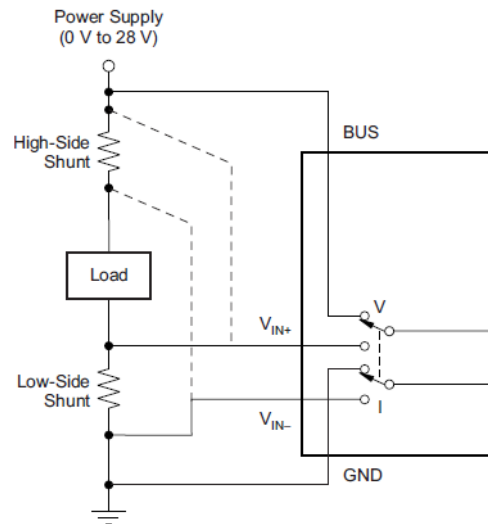 Power Supply
(0 V to 28 V)
BUS
High-Side
Shunt
Load
V
VIN+
Low-Side
Shunt
I
VIN–
GND